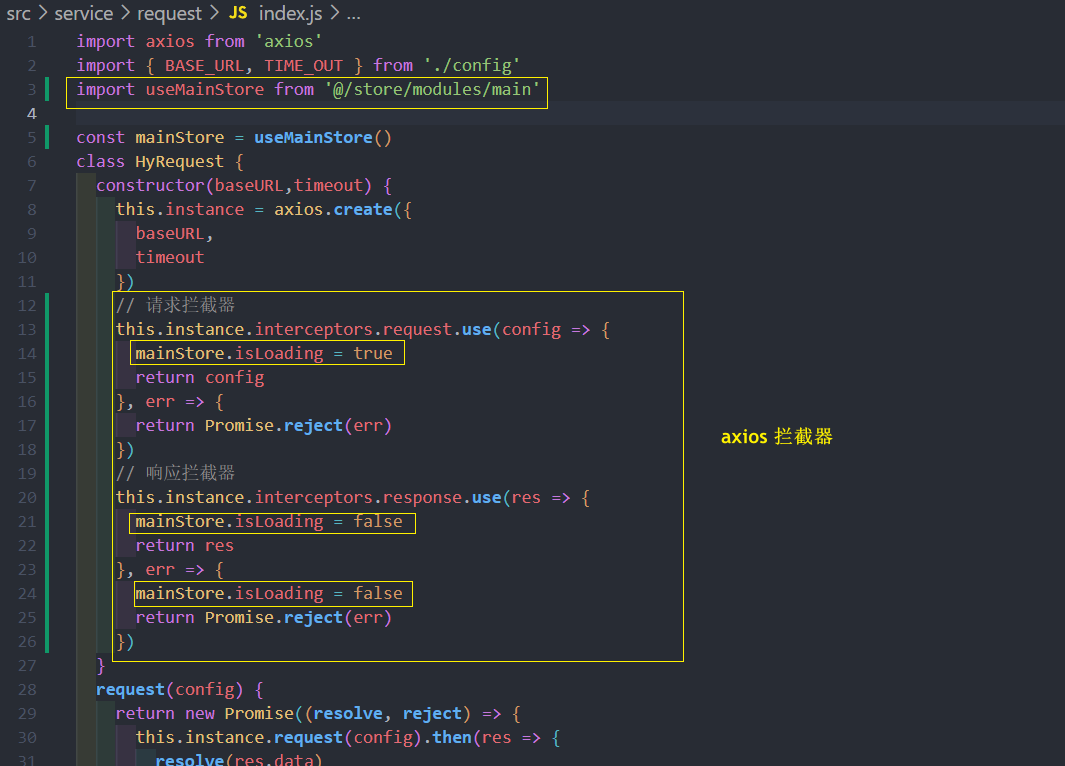 src > service > request > JS index.js > ...
1 import axios from 'axios'
2 import { BASE_URL, TIME_OUT } from './config'
3 import useMainStore from '@/store/modules/main'
4
5 const mainStore = useMainStore()
6 class HyRequest {
7 constructor(baseURL,timeout) {
8 this.instance = axios.create({
9 baseURL,
10 timeout
11 })
12 // 请求拦截器
13 this.instance.interceptors.request.use(config => {
14 mainStore.isLoading = true
15 return config
16 }, err => {
17 return Promise.reject(err)
18 })
axios 拦截器
19 // 响应拦截器
20 this.instance.interceptors.response.use(res => {
21 mainStore.isLoading = false
22 return res
23 }, err => {
24 mainStore.isLoading = false
25 return Promise.reject(err)
26 })
27 }
28 request(config) {
29 return new Promise((resolve, reject) => {
30 this.instance.request(config).then(res => {
31 resolve(res.data)